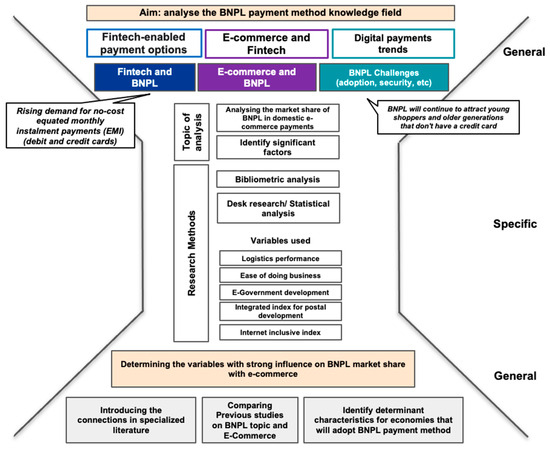 Aim: analyse the BNPL payment method knowledge field
Fintech-enabled
payment options
E-commerce and
Fintech
Digital payments
trends
General
Fintech and
BNPL
E-commerce and
BNPL
BNPL Challenges
(adoption, security, etc)
Rising demand for no-cost
equated monthly
instalment payments (EMI)
(debit and credit cards)
BNPL will continue to attract young
shoppers and older generations
that don't have a credit card
Topic of
analysis
Analysing the market share of
BNPL in domestic e-
commerce payments
Identify significant
factors
Research Methods
Bibliometric analysis
Desk research/ Statistical
analysis
Specific
Variables used
Logistics performance
Ease of doing business
E-Government development
Integrated index for postal
development
Internet inclusive index
Determining the variables with strong influence on BNPL market share
with e-commerce
General
Introducing the
connections in specialized
literature
Comparing
Previous studies
on BNPL topic and
E-Commerce
Identify determinant
characteristics for economies that
will adopt BNPL payment method